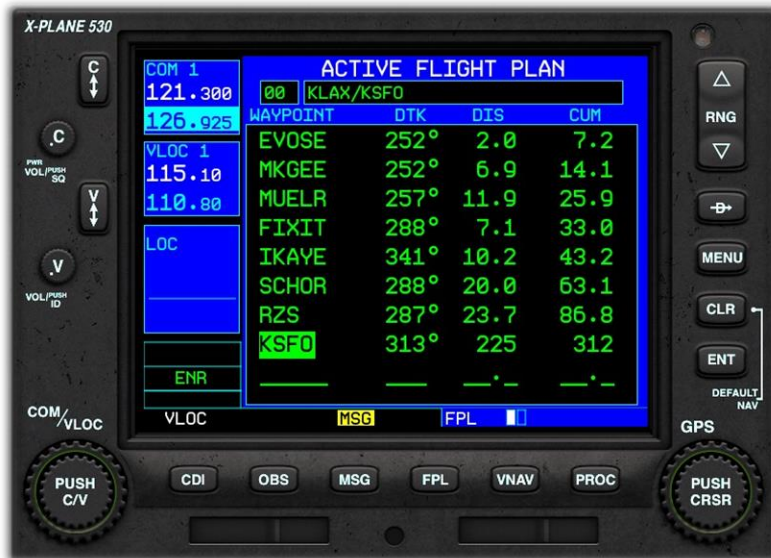 X-PLANE 530
C
.C
PWR
VOL/PUSH SQ
V
.V
VOL/PUSH ID
COM/VLOC
PUSH C/V
COM 1
121.300
126.925
VLOC 1
115.10
110.80
LOC
ENR
VLOC
MSG
FPL
ACTIVE FLIGHT PLAN
00 KLAX/KSFO
WAYPOINT DTK DIS CUM
EVOSE 252° 2.0 7.2
MKGEE 252° 6.9 14.1
MUELR 257° 11.9 25.9
FIXIT 288° 7.1 33.0
IKAYE 341° 10.2 43.2
SCHOR 288° 20.0 63.1
RZS 287° 23.7 86.8
KSFO 313° 225 312
_____ ___ __._ __._
RNG
D
MENU
CLR
ENT
DEFAULT NAV
GPS
PUSH CRSR
CDI
OBS
MSG
FPL
VNAV
PROC